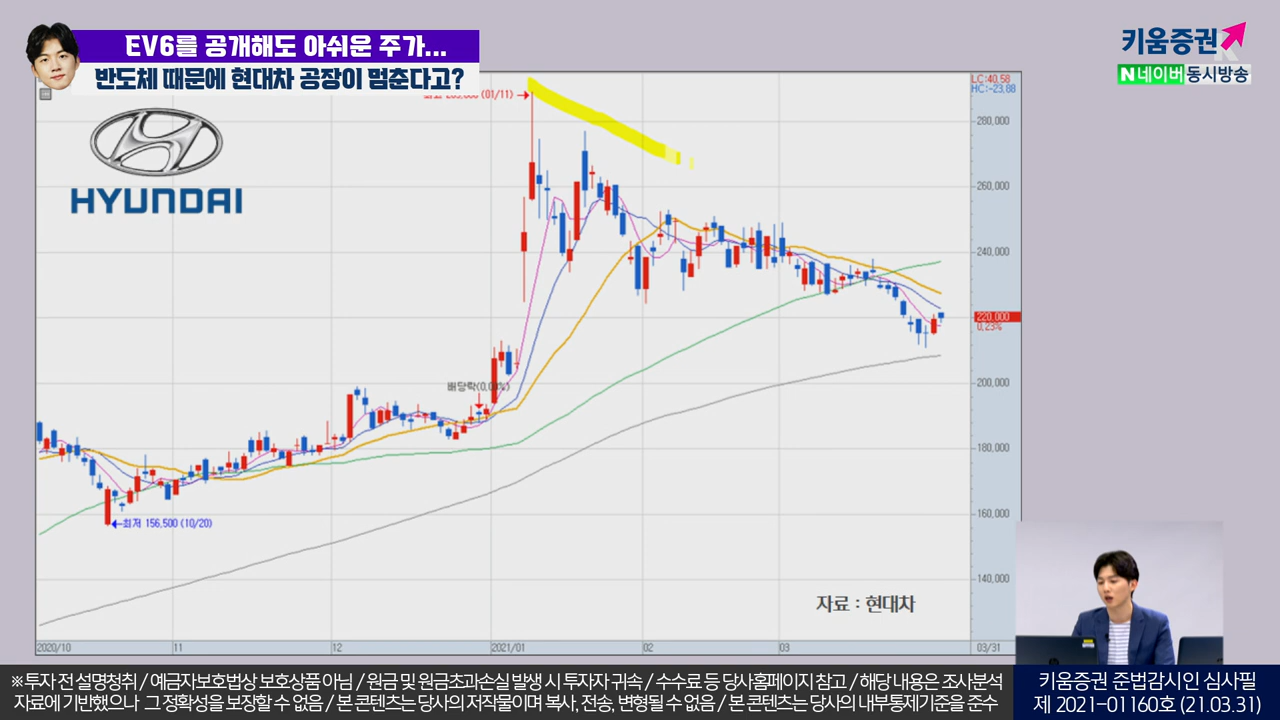 EV6를 공개해도 아쉬운 주가...
반도체 때문에 현대차 공장이 멈춘다고?
키움증권
N네이버 동시방송
HYUNDAI
(01/11)
LC:40.58
HC:-23.88
280,000
260,000
240,000
220,000
0.23%
200,000
180,000
160,000
140,000
배당락(0.00%)
최저 156,500 (10/20)
자료 : 현대차
2020/10
11
12
2021/01
02
03
03/31
※투자 전 설명청취 / 예금자보호법상 보호상품 아님 / 원금 및 원금초과손실 발생 시 투자자 귀속 / 수수료 등 당사홈페이지 참고 / 해당 내용은 조사분석
자료에 기반했으나 그 정확성을 보장할 수 없음 / 본 콘텐츠는 당사의 저작물이며 복사, 전송, 변형될 수 없음 / 본 콘텐츠는 당사의 내부통제기준을 준수
키움증권 준법감시인 심사필
제 2021-01160호 (21.03.31)